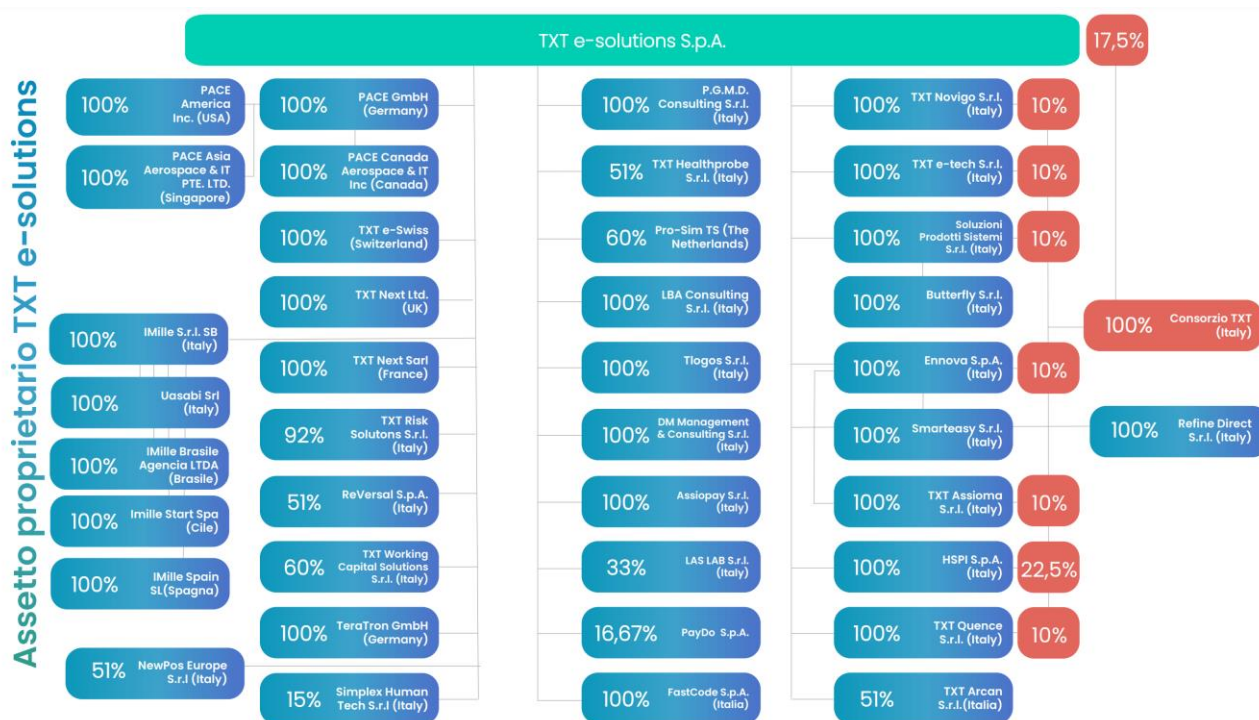 Assetto proprietario TXT e-solutions
TXT e-solutions S.p.A.
17,5%
100%
PACE
America
Inc. (USA)
100%
PACE Asia
Aerospace & IT
PTE. LTD.
(Singapore)
100%
IMille S.r.l. SB
(Italy)
100%
Uasabi Srl
(Italy)
100%
IMille Brasile
Agencia LTDA
(Brasile)
100%
Imille Start Spa
(Cile)
100%
IMille Spain
SL(Spagna)
51%
NewPos Europe
S.r.l (Italy)
100%
PACE GmbH
(Germany)
100%
PACE Canada
Aerospace & IT
Inc (Canada)
100%
TXT e-Swiss
(Switzerland)
100%
TXT Next Ltd.
(UK)
100%
TXT Next Sarl
(France)
92%
TXT Risk
Solutons S.r.l.
(Italy)
51%
ReVersal S.p.A.
(Italy)
60%
TXT Working
Capital Solutions
S.r.l. (Italy)
100%
TeraTron GmbH
(Germany)
15%
Simplex Human
Tech S.r.l (Italy)
100%
P.G.M.D.
Consulting S.r.l.
(Italy)
51%
TXT Healthprobe
S.r.l. (Italy)
60%
Pro-Sim TS (The
Netherlands)
100%
LBA Consulting
S.r.l. (Italy)
100%
Tlogos S.r.l.
(Italy)
100%
DM Management
& Consulting S.r.l.
(Italy)
100%
Assiopay S.r.l.
(Italy)
33%
LAS LAB S.r.l.
(Italy)
16,67%
PayDo S.p.A.
100%
FastCode S.p.A.
(Italia)
100%
TXT Novigo S.r.l.
(Italy)
10%
100%
TXT e-tech S.r.l.
(Italy)
10%
100%
Soluzioni
Prodotti Sistemi
S.r.l. (Italy)
10%
100%
Butterfly S.r.l.
(Italy)
100%
Ennova S.p.A.
(Italy)
10%
100%
Smarteasy S.r.l.
(Italy)
100%
TXT Assioma
S.r.l. (Italy)
10%
100%
HSPI S.p.A.
(Italy)
22,5%
100%
TXT Quence
S.r.l. (Italy)
10%
51%
TXT Arcan
S.r.l.(Italia)
100%
Consorzio TXT
(Italy)
100%
Refine Direct
S.r.l. (Italy)